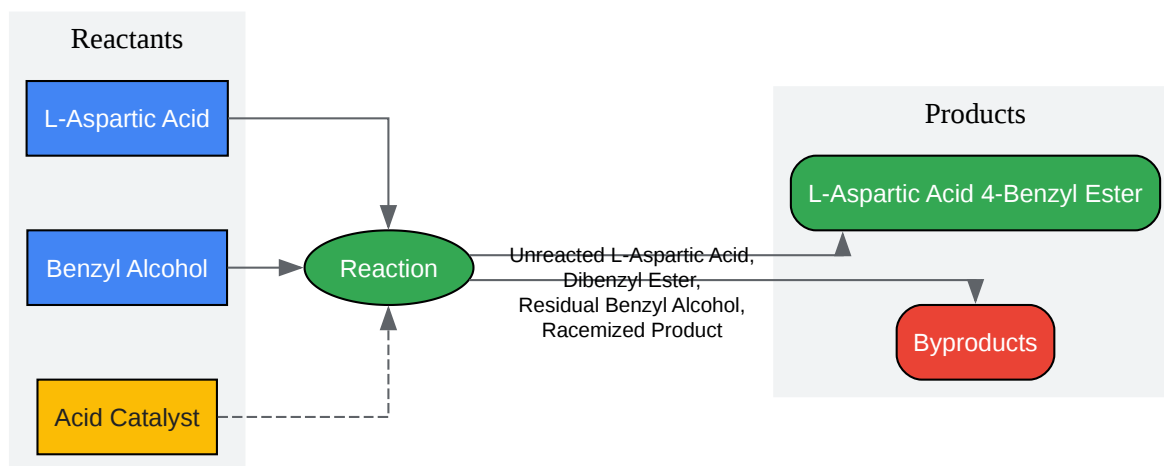 Reactants
L-Aspartic Acid
Benzyl Alcohol
Acid Catalyst
Reaction
Unreacted L-Aspartic Acid,
Dibenzyl Ester,
Residual Benzyl Alcohol,
Racemized Product
Products
L-Aspartic Acid 4-Benzyl Ester
Byproducts